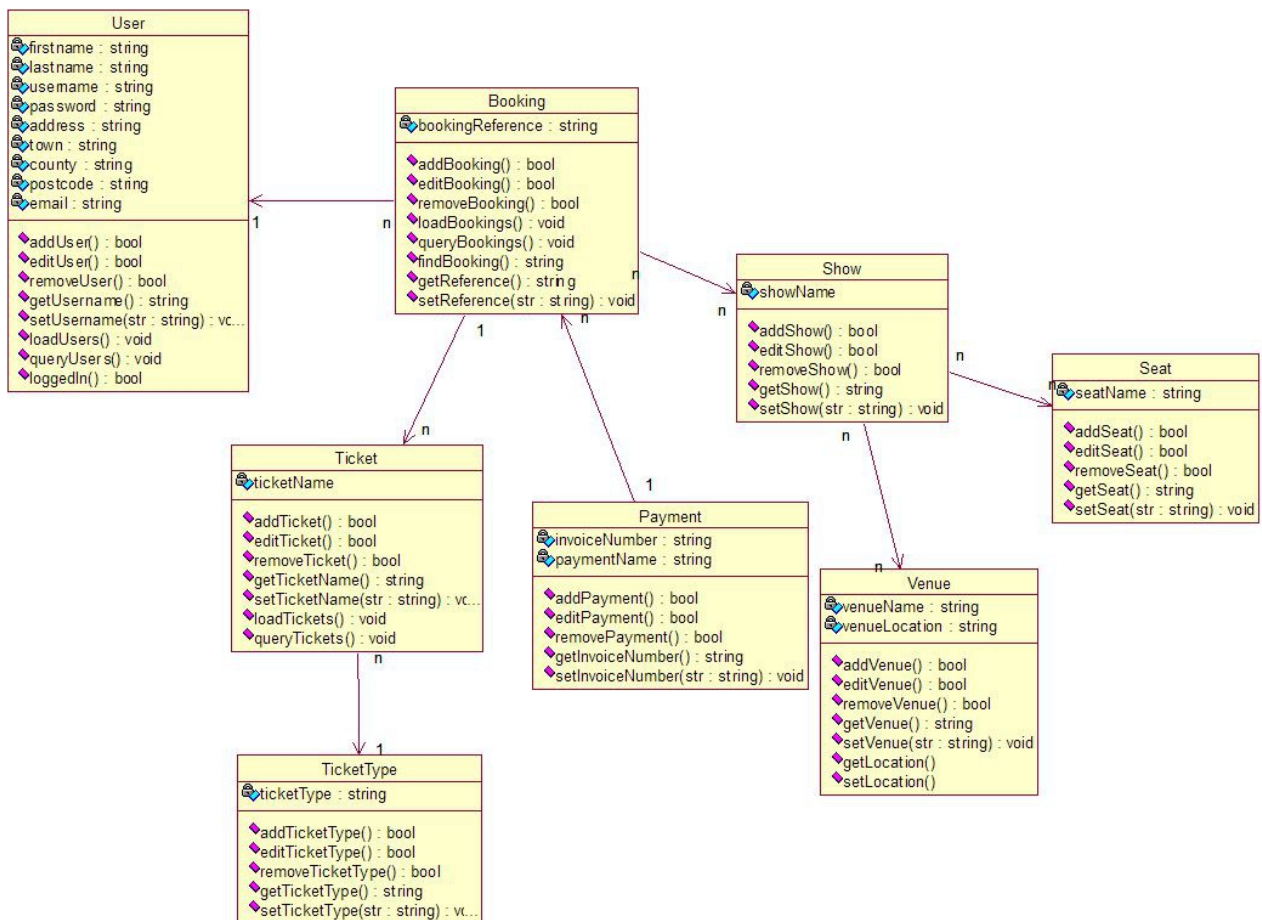 User
firstname : string
lastname : string
username : string
password : string
address : string
town : string
county : string
postcode : string
email : string
addUser() : bool
editUser() : bool
removeUser() : bool
getUsername() : string
setUsername(str : string) : vo...
loadUsers() : void
queryUsers() : void
loggedIn() : bool
1
n
Booking
bookingReference : string
addBooking() : bool
editBooking() : bool
removeBooking() : bool
loadBookings() : void
queryBookings() : void
findBooking() : string
getReference() : string
setReference(str : string) : void
n
n
1
n
n
1
Show
showName
addShow() : bool
editShow() : bool
removeShow() : bool
getShow() : string
setShow(str : string) : void
n
n
n
n
Seat
seatName : string
addSeat() : bool
editSeat() : bool
removeSeat() : bool
getSeat() : string
setSeat(str : string) : void
Ticket
ticketName
addTicket() : bool
editTicket() : bool
removeTicket() : bool
getTicketName() : string
setTicketName(str : string) : vo...
loadTickets() : void
queryTickets() : void
n
1
Payment
invoiceNumber : string
paymentName : string
addPayment() : bool
editPayment() : bool
removePayment() : bool
getInvoiceNumber() : string
setInvoiceNumber(str : string) : void
Venue
venueName : string
venueLocation : string
addVenue() : bool
editVenue() : bool
removeVenue() : bool
getVenue() : string
setVenue(str : string) : void
getLocation()
setLocation()
TicketType
ticketType : string
addTicketType() : bool
editTicketType() : bool
removeTicketType() : bool
getTicketType() : string
setTicketType(str : string) : vo...